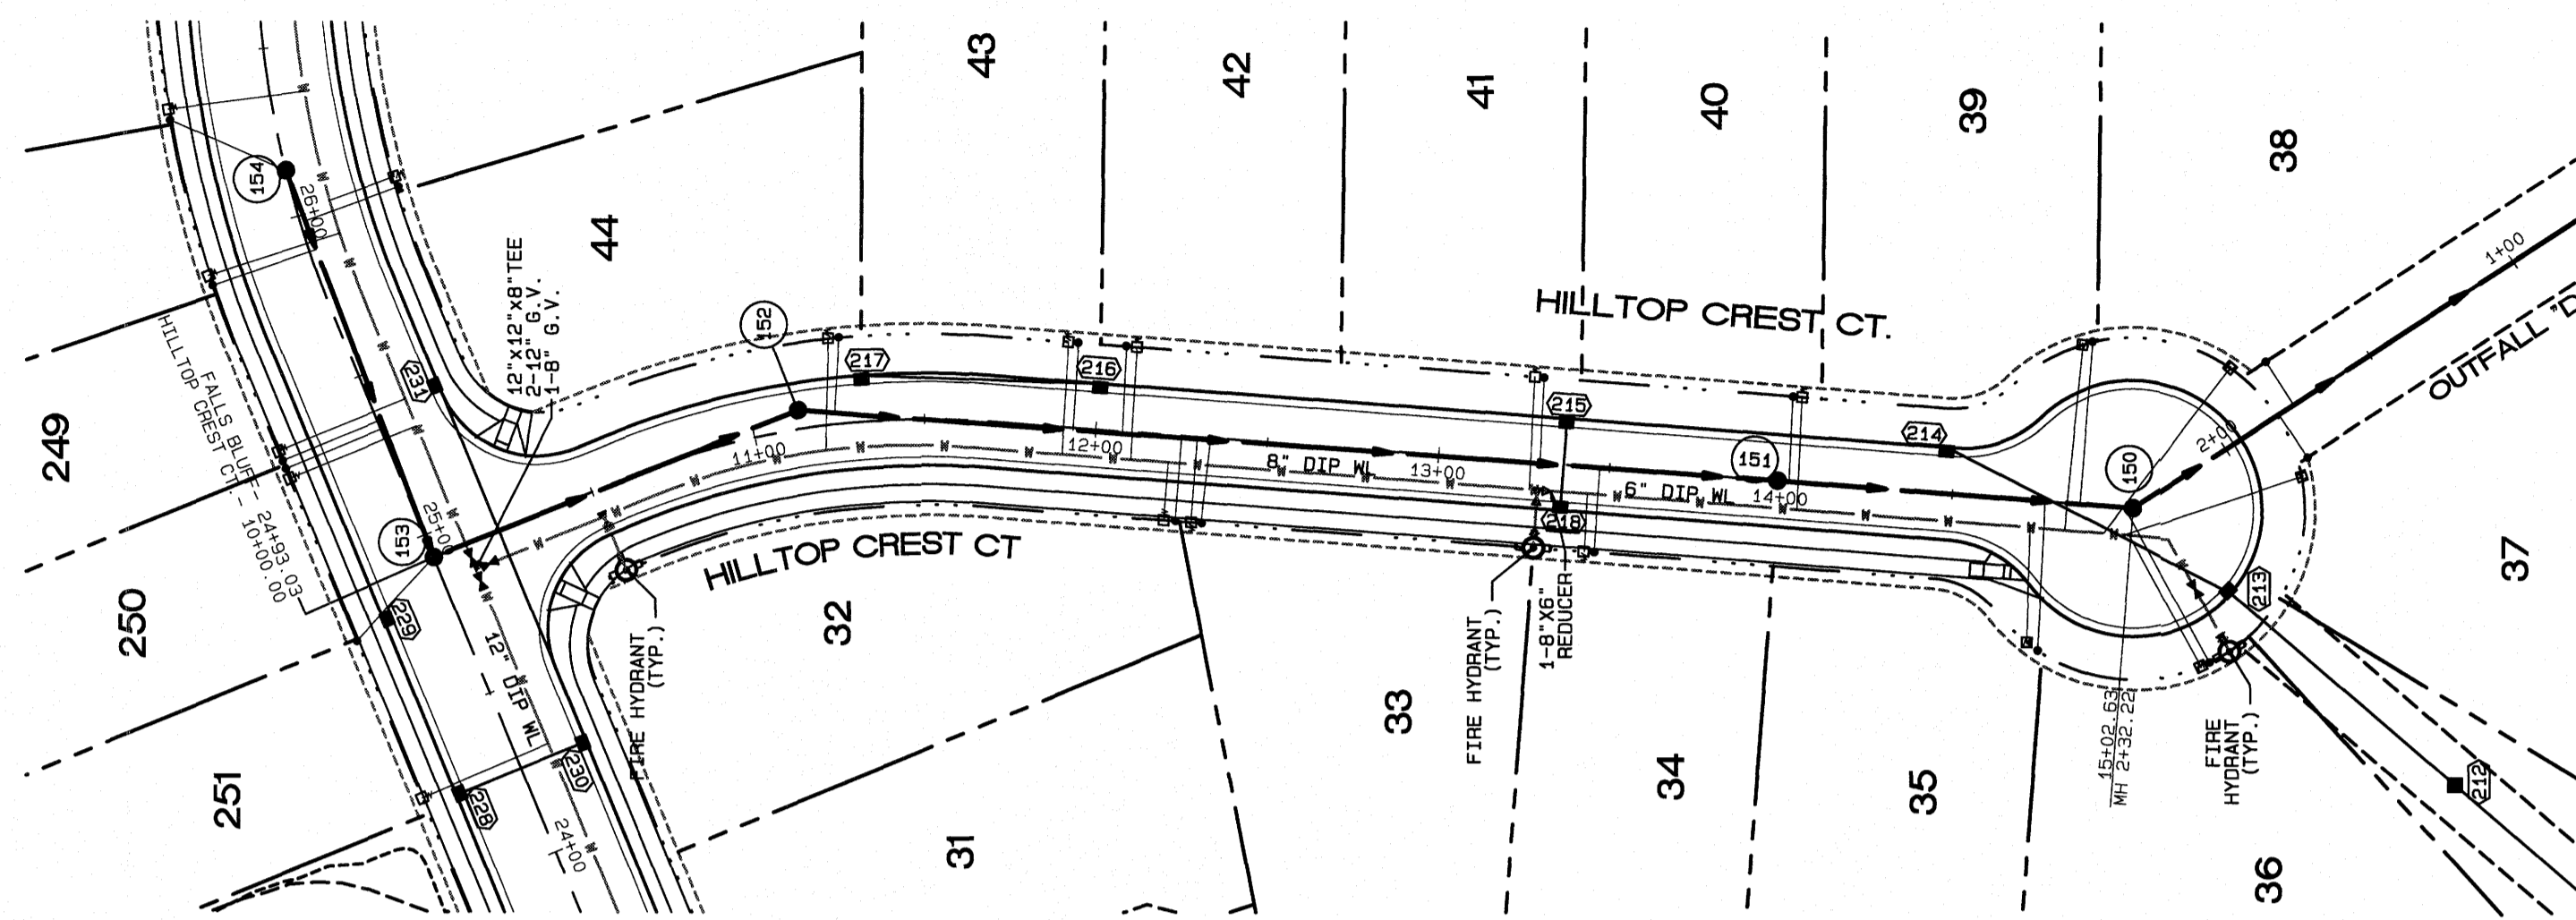 43
42
41
40
39
38
44
154
26+00
12"x12"x8"TEE
2-12" G.V.
1-8" G.V.
249
FALLS BLUFF - 24+93.03
HILLTOP CREST CT.- 10+00.00
231
152
217
216
HILLTOP CREST CT.
215
214
1+00
OUTFALL "D
11+00
12+00
8" DIP WL
13+00
151
6" DIP WL
14+00
150
2+00
153
25+00
218
HILLTOP CREST CT
250
229
12" DIP WL
FIRE HYDRANT
(TYP.)
32
33
FIRE HYDRANT
(TYP.)
1-8"X6"
REDUCER
213
37
251
228
230
24+00
31
34
35
15+02.63
MH 2+32.22
FIRE
HYDRANT
(TYP.)
212
36